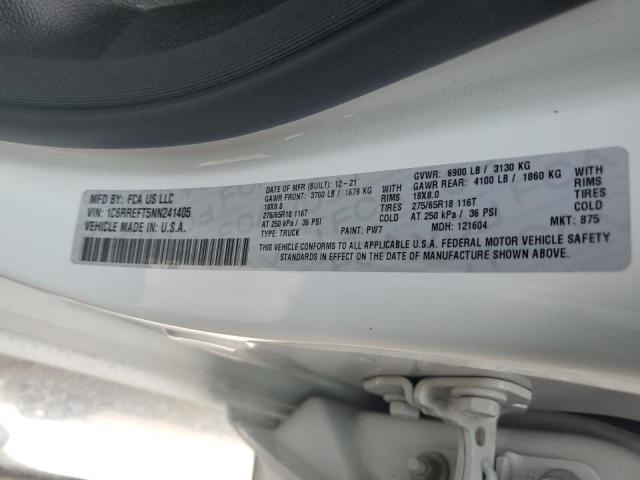 MFD BY: FCA US LLC
VIN: 1C6RREFT5NN241405
VEHICLE MADE IN U.S.A.
DATE OF MFR (BUILT): 12-21
GAWR FRONT: 3700 LB / 1679 KG
18X8.0 RIMS
275/65R18 116T TIRES
AT 250 kPa / 36 PSI COLD
TYPE: TRUCK PAINT: PW7
GVWR: 6900 LB / 3130 KG
GAWR REAR: 4100 LB / 1860 KG
18X8.0 RIMS
275/65R18 116T TIRES
AT 250 kPa / 36 PSI COLD
MDH: 121604 MKT: 875
THIS VEHICLE CONFORMS TO ALL APPLICABLE U.S.A. FEDERAL MOTOR VEHICLE SAFETY
STANDARDS IN EFFECT ON THE DATE OF MANUFACTURE SHOWN ABOVE.